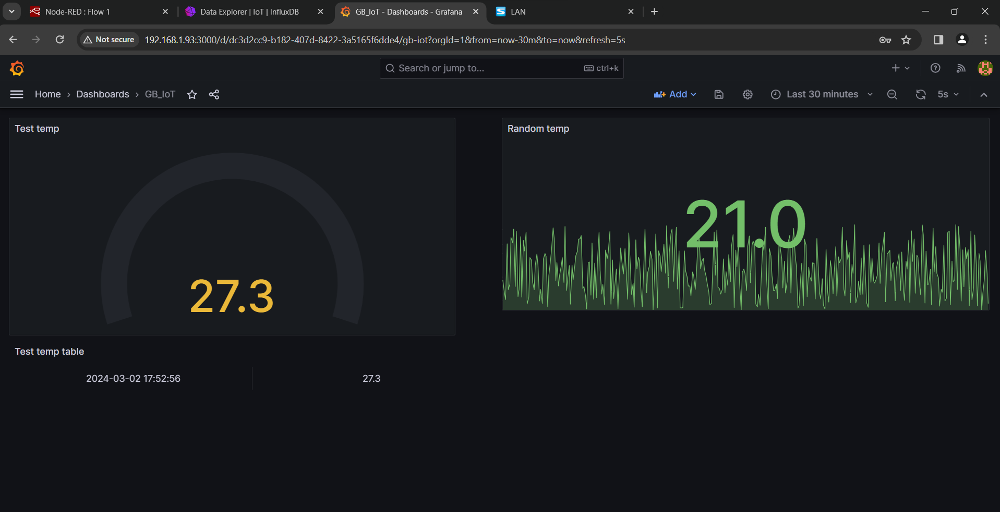 Node-RED : Flow 1
Data Explorer | IoT | InfluxDB
GB_IoT - Dashboards - Grafana
LAN
Not secure
192.168.1.93:3000/d/dc3d2cc9-b182-407d-8422-3a5165f6dde4/gb-iot?orgId=1&from=now-30m&to=now&refresh=5s
Search or jump to...
ctrl+k
Home › Dashboards › GB_IoT
Add
Last 30 minutes
5s
Test temp
Random temp
27.3
21.0
Test temp table
2024-03-02 17:52:56
27.3